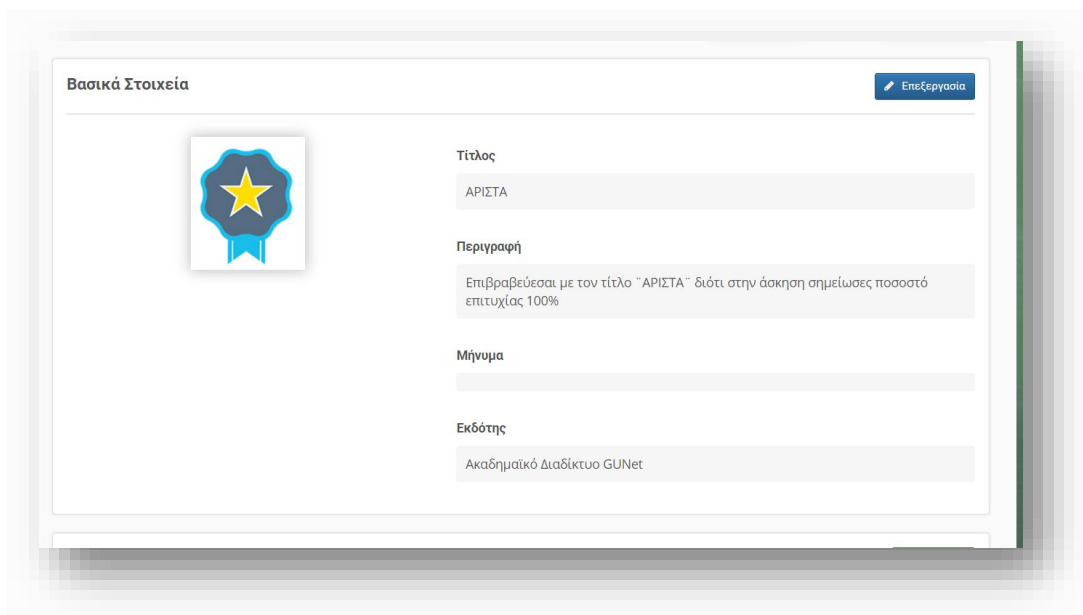 Βασικά Στοιχεία
Επεξεργασία
Τίτλος
ΑΡΙΣΤΑ
Περιγραφή
Επιβραβεύεσαι με τον τίτλο ¨ΑΡΙΣΤΑ¨ διότι στην άσκηση σημείωσες ποσοστό
επιτυχίας 100%
Μήνυμα
Εκδότης
Ακαδημαϊκό Διαδίκτυο GUNet